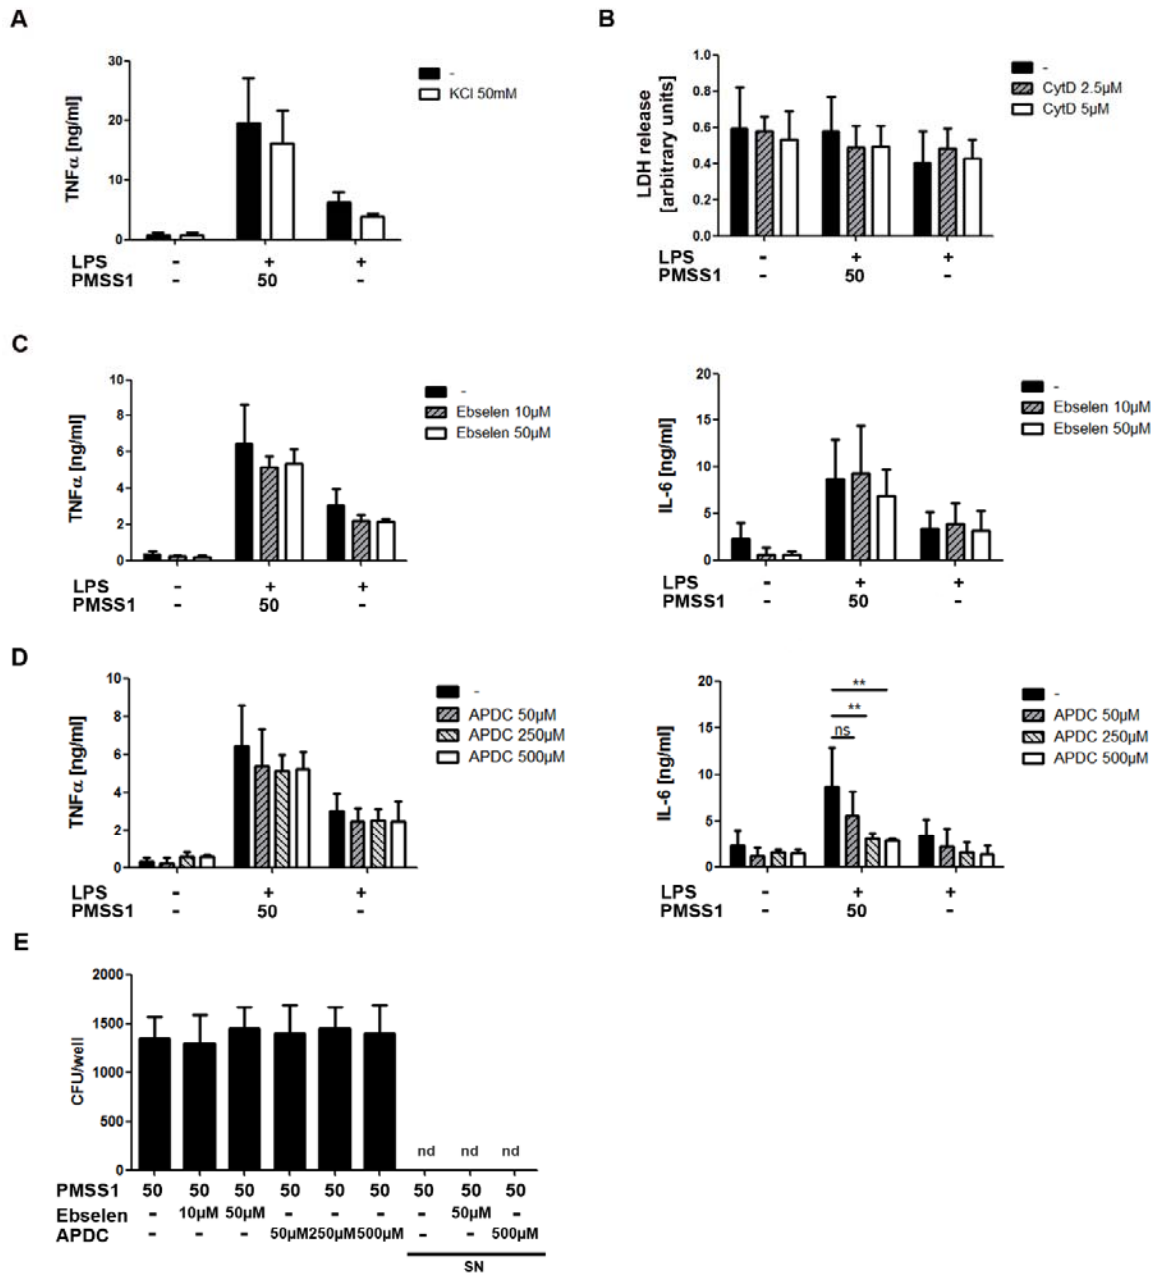 A
TNFα [ng/ml]
30
20
10
0
-
KCl 50mM
LPS - + +
PMSS1 - 50 -
B
LDH release
[arbitrary units]
1.0
0.8
0.6
0.4
0.2
0.0
-
CytD 2.5µM
CytD 5µM
LPS - + +
PMSS1 - 50 -
C
TNFα [ng/ml]
10
8
6
4
2
0
-
Ebselen 10µM
Ebselen 50µM
LPS - + +
PMSS1 - 50 -
IL-6 [ng/ml]
20
15
10
5
0
-
Ebselen 10µM
Ebselen 50µM
LPS - + +
PMSS1 - 50 -
D
TNFα [ng/ml]
10
8
6
4
2
0
-
APDC 50µM
APDC 250µM
APDC 500µM
LPS - + +
PMSS1 - 50 -
IL-6 [ng/ml]
20
15
10
5
0
**
**
ns
-
APDC 50µM
APDC 250µM
APDC 500µM
LPS - + +
PMSS1 - 50 -
E
CFU/well
2000
1500
1000
500
0
nd nd nd
PMSS1 50 50 50 50 50 50 50 50 50
Ebselen - 10µM 50µM - - - - 50µM -
APDC - - - 50µM 250µM 500µM - - 500µM
SN